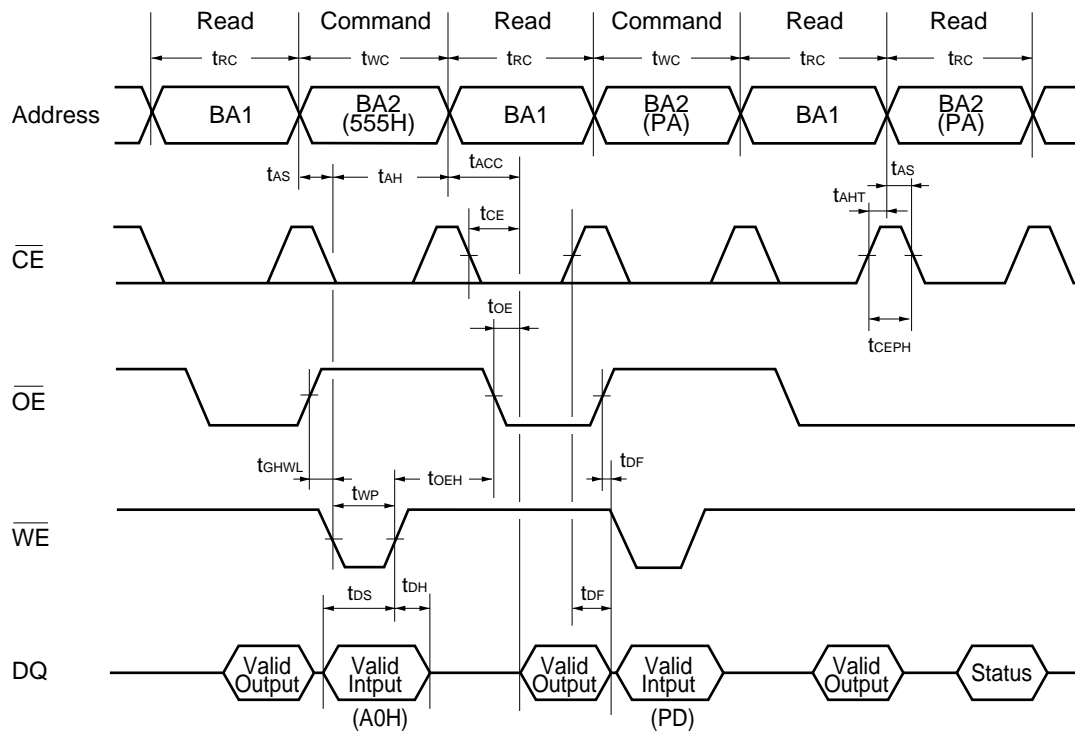 Read Command Read Command Read Read
tRC tWC tRC tWC tRC tRC
Address BA1 BA2 (555H) BA1 BA2 (PA) BA1 BA2 (PA)
tAS tAH tACC tAS
tAHT
tCE
CE
tOE
tCEPH
OE
tGHWL tWP tOEH tDF
WE
tDS tDH tDF
DQ Valid Output Valid Intput Valid Output Valid Intput Valid Output Status
(A0H) (PD)